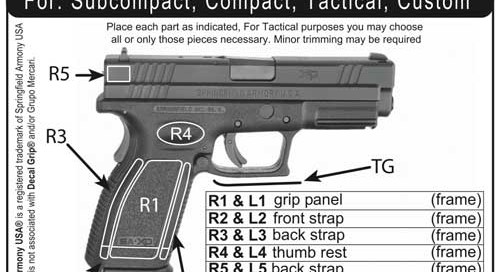 For: Subcompact, Compact, Tactical, Custom
Place each part as indicated, For Tactical purposes you may choose
all or only those pieces necessary. Minor trimming may be required
R5
R3
R4
R1
TG
SPRINGFIELD ARMORY U.S.A.
XD
R1 & L1 grip panel (frame)
R2 & L2 front strap (frame)
R3 & L3 back strap (frame)
R4 & L4 thumb rest (frame)
R5 & L5 back strap (frame)
Armory USA® is a registered trademark of Springfield Armory USA
is not associated with Decal Grip® and/or Grupo Mercari.